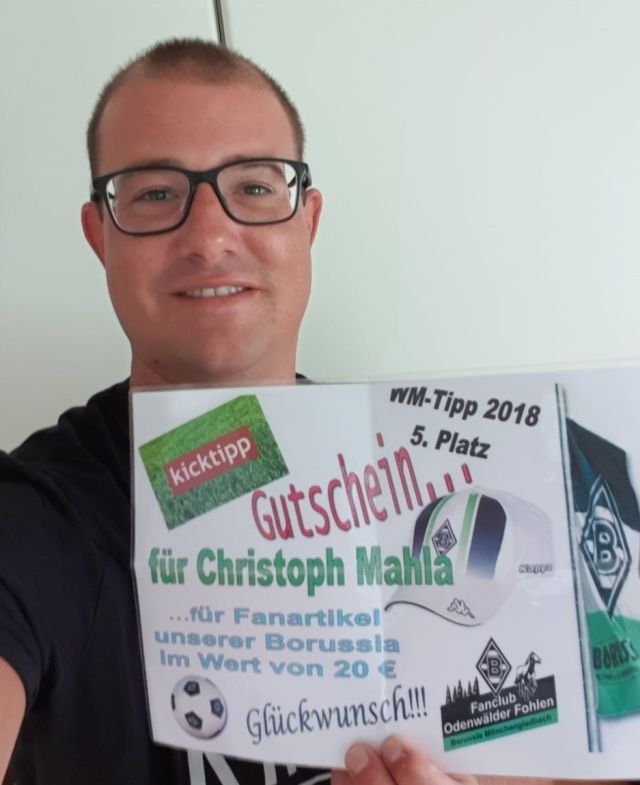 WM-Tipp 2018
5. Platz
kicktipp
Gutschein...
für Christoph Mahla
Kappa
...für Fanartikel
unserer Borussia
im Wert von 20 €
Glückwunsch!!!
B
Fanclub
Odenwälder Fohlen
Borussia Mönchengladbach
B